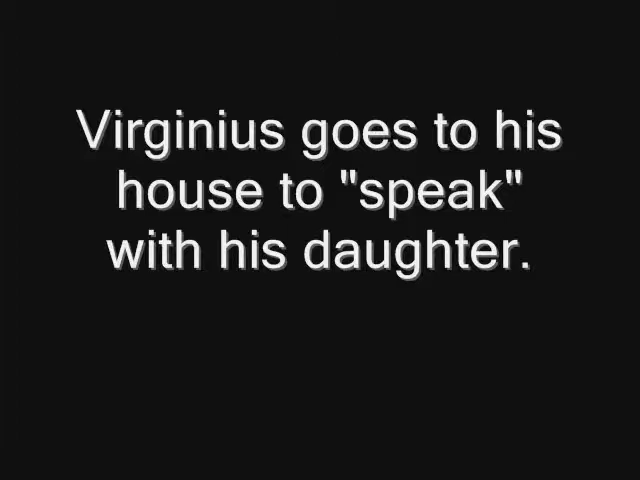 Virginius goes to his
house to "speak"
with his daughter.